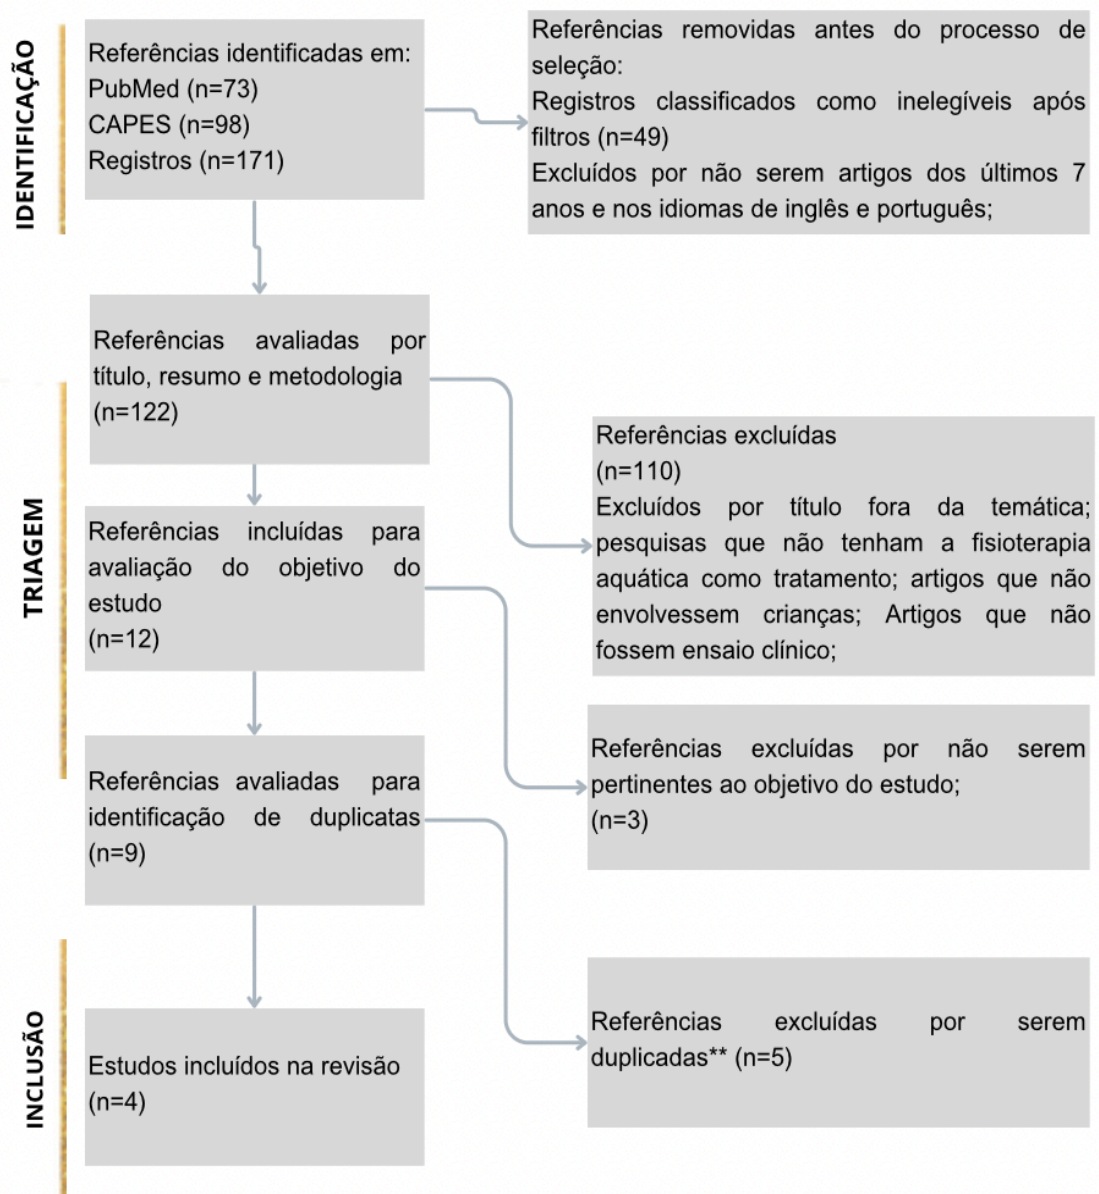 IDENTIFICAÇÃO
Referências identificadas em:
PubMed (n=73)
CAPES (n=98)
Registros (n=171)
Referências removidas antes do processo de
seleção:
Registros classificados como inelegíveis após
filtros (n=49)
Excluídos por não serem artigos dos últimos 7
anos e nos idiomas de inglês e português;
TRIAGEM
Referências avaliadas por
título, resumo e metodologia
(n=122)
Referências excluídas
(n=110)
Excluídos por título fora da temática;
pesquisas que não tenham a fisioterapia
aquática como tratamento; artigos que não
envolvessem crianças; Artigos que não
fossem ensaio clínico;
Referências incluídas para
avaliação do objetivo do
estudo
(n=12)
Referências excluídas por não serem
pertinentes ao objetivo do estudo;
(n=3)
Referências avaliadas para
identificação de duplicatas
(n=9)
Referências excluídas por serem
duplicadas** (n=5)
INCLUSÃO
Estudos incluídos na revisão
(n=4)